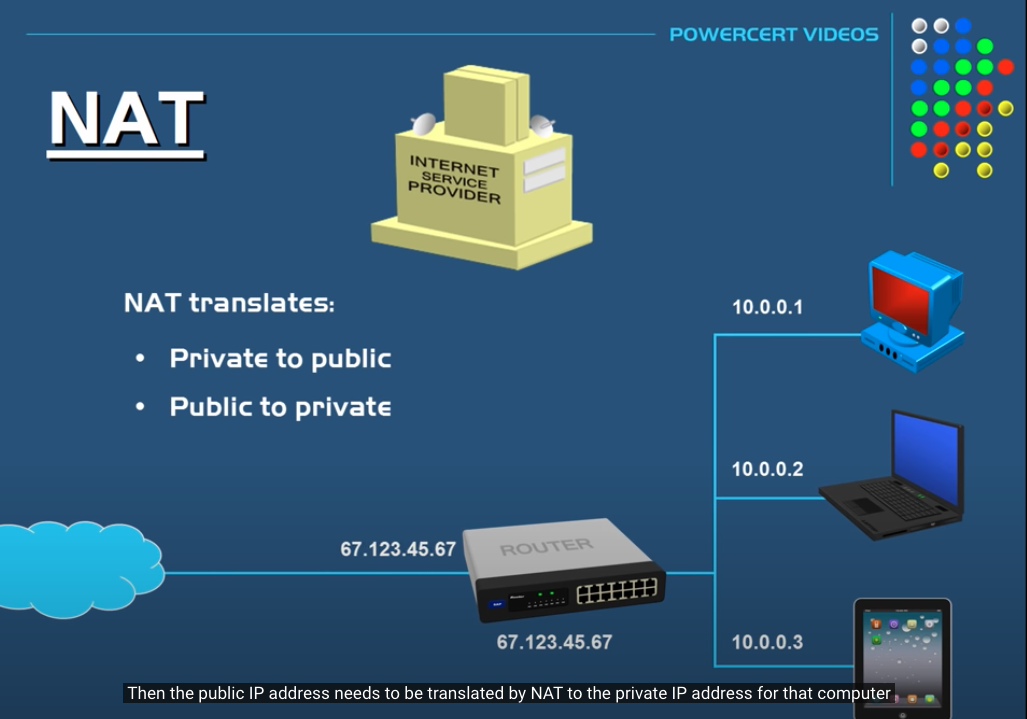 POWERCERT VIDEOS
NAT
INTERNET
SERVICE
PROVIDER
NAT translates:
• Private to public
• Public to private
10.0.0.1
10.0.0.2
67.123.45.67
ROUTER
67.123.45.67
10.0.0.3
Then the public IP address needs to be translated by NAT to the private IP address for that computer